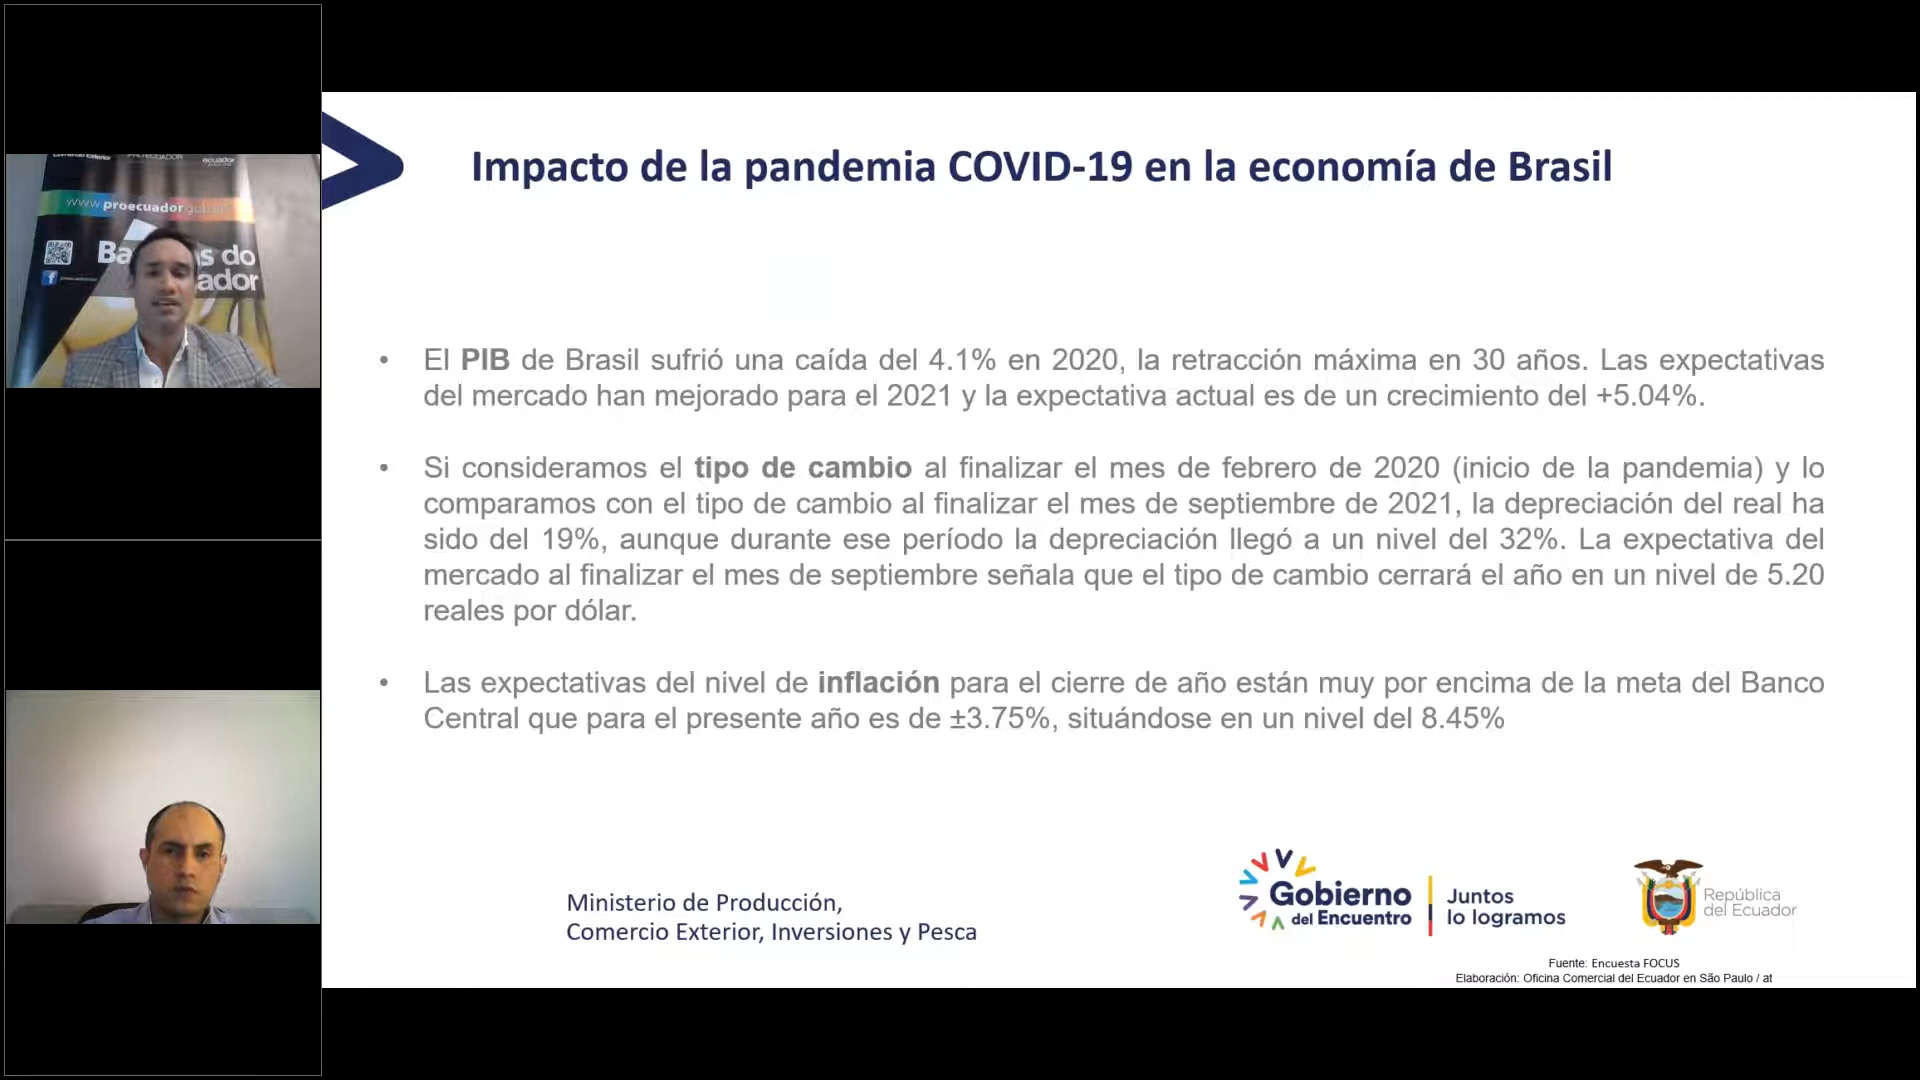 PROECUADOR
ecuador
www.proecuador.gob.ec
do
ador
Impacto de la pandemia COVID-19 en la economía de Brasil
• El PIB de Brasil sufrió una caída del 4.1% en 2020, la retracción máxima en 30 años. Las expectativas
del mercado han mejorado para el 2021 y la expectativa actual es de un crecimiento del +5.04%.
• Si consideramos el tipo de cambio al finalizar el mes de febrero de 2020 (inicio de la pandemia) y lo
comparamos con el tipo de cambio al finalizar el mes de septiembre de 2021, la depreciación del real ha
sido del 19%, aunque durante ese período la depreciación llegó a un nivel del 32%. La expectativa del
mercado al finalizar el mes de septiembre señala que el tipo de cambio cerrará el año en un nivel de 5.20
reales por dólar.
• Las expectativas del nivel de inflación para el cierre de año están muy por encima de la meta del Banco
Central que para el presente año es de ±3.75%, situándose en un nivel del 8.45%
Ministerio de Producción,
Comercio Exterior, Inversiones y Pesca
Gobierno
del Encuentro
Juntos
lo logramos
República
del Ecuador
Fuente: Encuesta FOCUS
Elaboración: Oficina Comercial del Ecuador en São Paulo / at